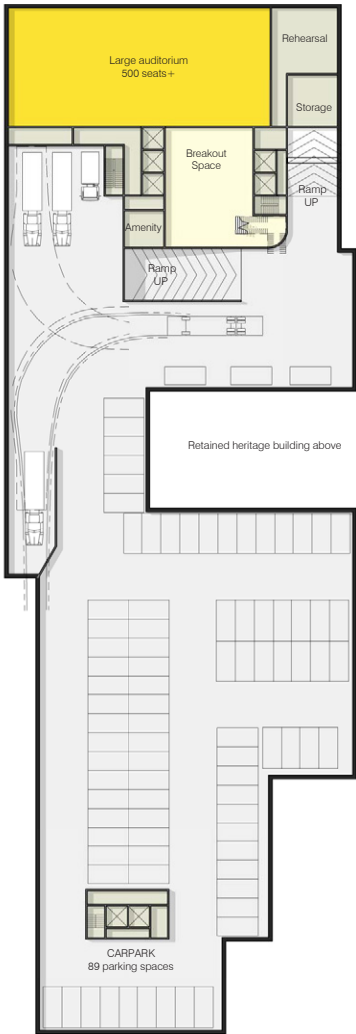 Rehearsal
Large auditorium
500 seats+
Storage
Breakout
Space
Ramp
UP
Amenity
Ramp
UP
Retained heritage building above
CARPARK
89 parking spaces